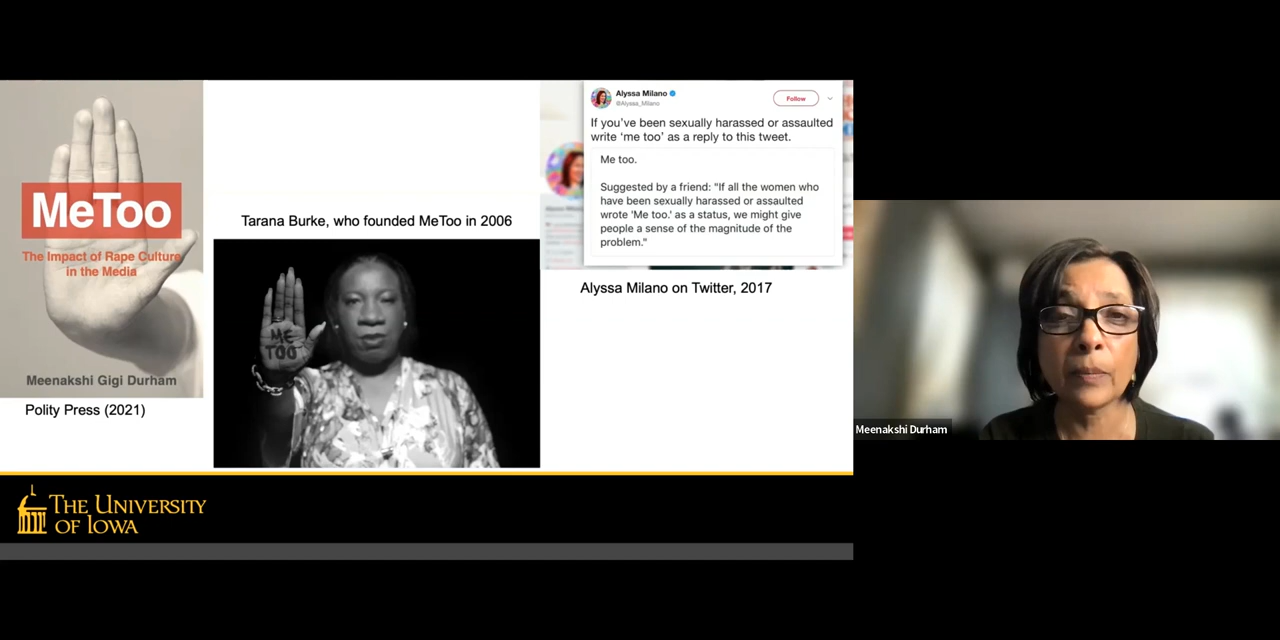 MeToo
The Impact of Rape Culture
in the Media
Meenakshi Gigi Durham
Polity Press (2021)
Tarana Burke, who founded MeToo in 2006
ME
TOO
Alyssa Milano
@Alyssa_Milano
Follow
If you've been sexually harassed or assaulted
write 'me too' as a reply to this tweet.
Me too.
Suggested by a friend: "If all the women who
have been sexually harassed or assaulted
wrote 'Me too.' as a status, we might give
people a sense of the magnitude of the
problem."
Alyssa Milano on Twitter, 2017
THE UNIVERSITY
OF IOWA
Meenakshi Durham